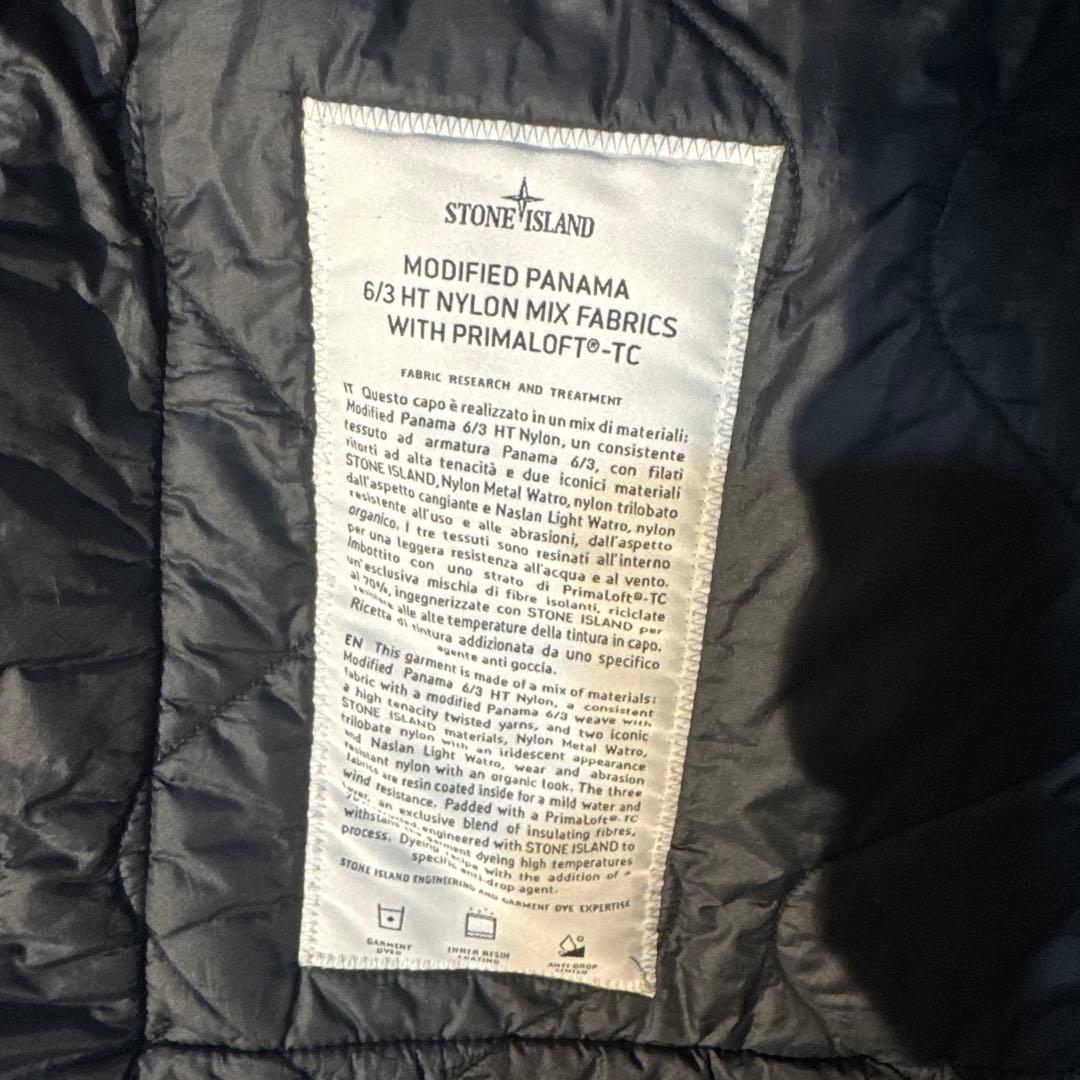 STONE ISLAND
MODIFIED PANAMA
6/3 HT NYLON MIX FABRICS
WITH PRIMALOFT®-TC
FABRIC RESEARCH AND TREATMENT
IT Questo capo è realizzato in un mix di materiali:
Modified Panama 6/3 HT Nylon, un consistente
tessuto ad armatura Panama 6/3, con filati
ritorti ad alta tenacità e due iconici materiali
STONE ISLAND, Nylon Metal Watro, nylon trilobato
dall'aspetto cangiante e Naslan Light Watro, nylon
resistente all'uso e alle abrasioni, dall'aspetto
organico. I tre tessuti sono resinati all'interno
per una leggera resistenza all'acqua e al vento.
Imbottito con uno strato di PrimaLoft®-TC
un'esclusiva mischia di fibre isolanti, riciclate
al 70%, ingegnerizzate con STONE ISLAND per
resistere alle alte temperature della tintura in capo.
Ricetta di tintura addizionata da uno specifico
agente anti goccia.
EN This garment is made of a mix of materials:
Modified Panama 6/3 HT Nylon, a consistent
fabric with a modified Panama 6/3 weave with
a high tenacity twisted yarns, and two iconic
STONE ISLAND materials, Nylon Metal Watro,
trilobate nylon with an iridescent appearance
and Naslan Light Watro, wear and abrasion
resistant nylon with an organic look. The three
fabrics are resin coated inside for a mild water and
wind resistance. Padded with a PrimaLoft®-TC
layer, an exclusive blend of insulating fibres,
70% recycled, engineered with STONE ISLAND to
withstand the garment dyeing high temperatures
process. Dyeing recipe with the addition of a
specific anti-drop agent.
STONE ISLAND ENGINEERING AND GARMENT DYE EXPERTISE
GARMENT
DYED
INNER RESIN
COATING
ANTI DROP
AGENT